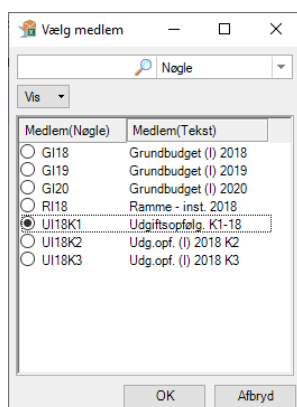 Vælg medlem
Nøgle
Vis
Medlem(Nøgle) Medlem(Tekst)
GI18 Grundbudget (I) 2018
GI19 Grundbudget (I) 2019
GI20 Grundbudget (I) 2020
RI18 Ramme - inst. 2018
UI18K1 Udgiftsopfølg. K1-18
UI18K2 Udg.opf. (I) 2018 K2
UI18K3 Udg.opf. (I) 2018 K3
OK Afbryd